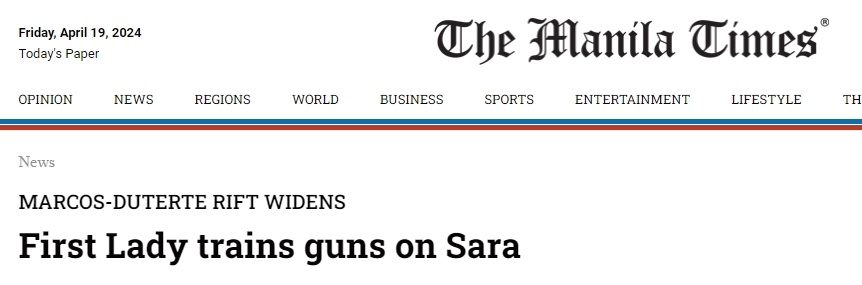 Friday, April 19, 2024
Today's Paper
The Manila Times®
OPINION NEWS REGIONS WORLD BUSINESS SPORTS ENTERTAINMENT LIFESTYLE TH
News
MARCOS-DUTERTE RIFT WIDENS
First Lady trains guns on Sara